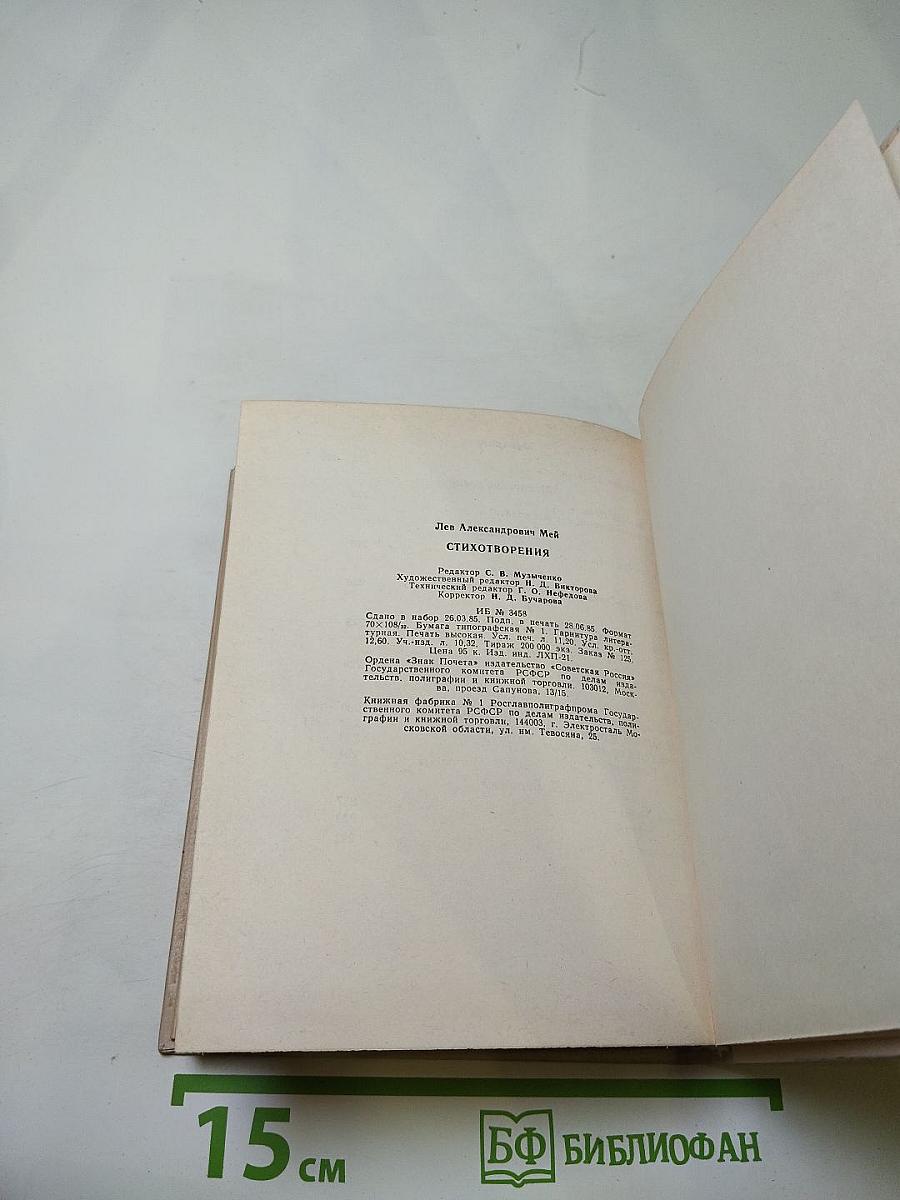 Лев Александрович Мей
СТИХОТВОРЕНИЯ
Редактор С. В. Музыченко
Художественный редактор Н. Д. Викторова
Технический редактор Г. О. Нефедова
Корректор Н. Д. Бучарова
ИБ № 3458
Сдано в набор 26.03.85. Подп. в печать 28.06.85. Формат
70×108/32. Бумага типографская № 1. Гарнитура литера-
турная. Печать высокая. Усл. печ. л. 11,20. Усл. кр.-отт.
12,60. Уч.-изд. л. 10,32. Тираж 200 000 экз. Заказ № 125.
Цена 95 к. Изд. инд. ЛХП-21.
Ордена «Знак Почета» издательство «Советская Россия»
Государственного комитета РСФСР по делам изда-
тельств, полиграфии и книжной торговли. 103012, Моск-
ва, проезд Сапунова, 13/15.
Книжная фабрика № 1 Росглавполиграфпрома Государ-
ственного комитета РСФСР по делам издательств, поли-
графии и книжной торговли, 144003, г. Электросталь Мо-
сковской области, ул. им. Тевосяна, 25.
15 см
БФ БИБЛИОФАН